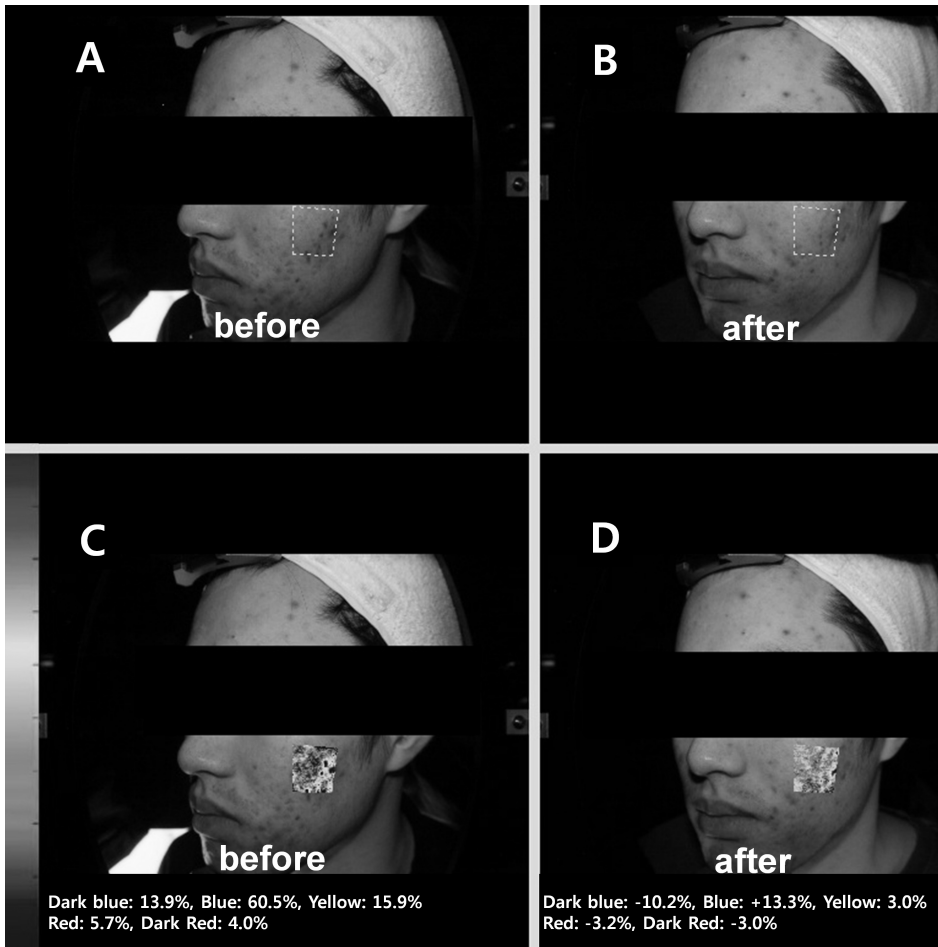 A
B
before
after
C
D
before
after
Dark blue: 13.9%, Blue: 60.5%, Yellow: 15.9%
Red: 5.7%, Dark Red: 4.0%
Dark blue: -10.2%, Blue: +13.3%, Yellow: 3.0%
Red: -3.2%, Dark Red: -3.0%